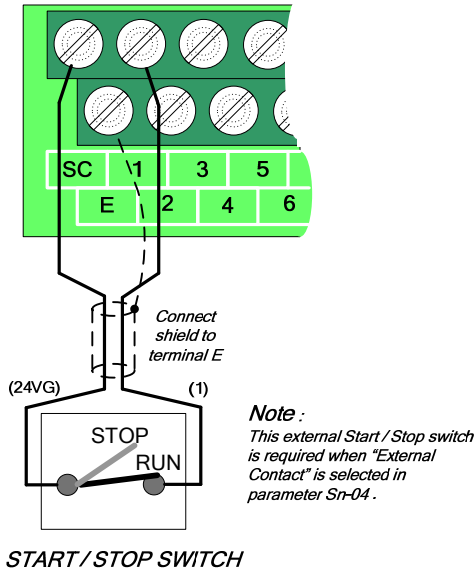 SC 1 3 5
E 2 4 6
Connect
shield to
terminal E
(24VG) (1)
STOP
RUN
Note :
This external Start / Stop switch
is required when “External
Contact” is selected in
parameter Sn-04 .
START / STOP SWITCH